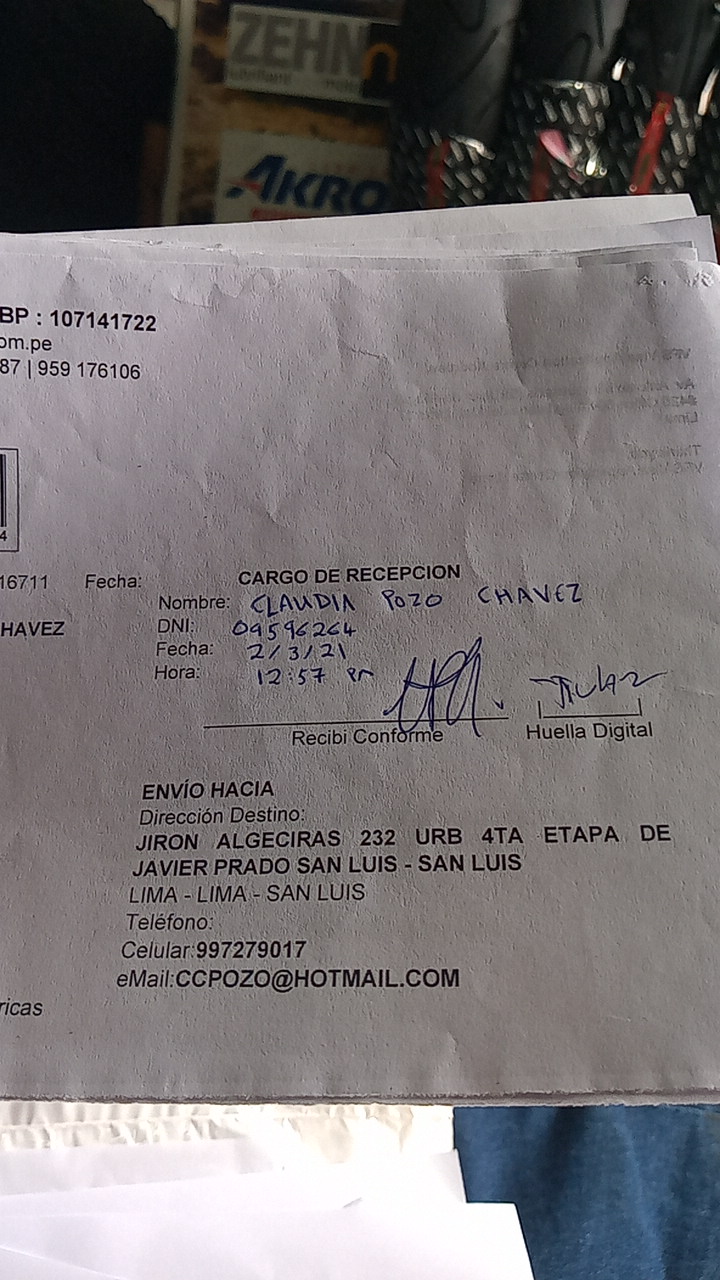 ZEHN
lubrificant
AKRO
BP : 107141722
om.pe
87 | 959 176106
4
16711 Fecha:
HAVEZ
CARGO DE RECEPCION
Nombre: CLAUDIA POZO CHAVEZ
DNI: 09596264
Fecha: 2/3/21
Hora: 12:57 pm
Recibi Conforme
Huella Digital
ENVÍO HACIA
Dirección Destino:
JIRON ALGECIRAS 232 URB 4TA ETAPA DE
JAVIER PRADO SAN LUIS - SAN LUIS
LIMA - LIMA - SAN LUIS
Teléfono:
Celular:997279017
eMail:CCPOZO@HOTMAIL.COM
ricas